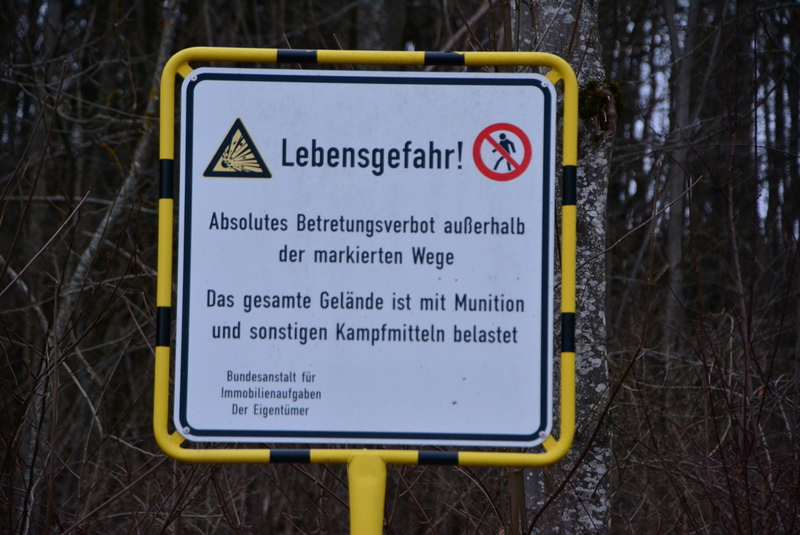 Lebensgefahr!
Absolutes Betretungsverbot außerhalb
der markierten Wege
Das gesamte Gelände ist mit Munition
und sonstigen Kampfmitteln belastet
Bundesanstalt für
Immobilienaufgaben
Der Eigentümer